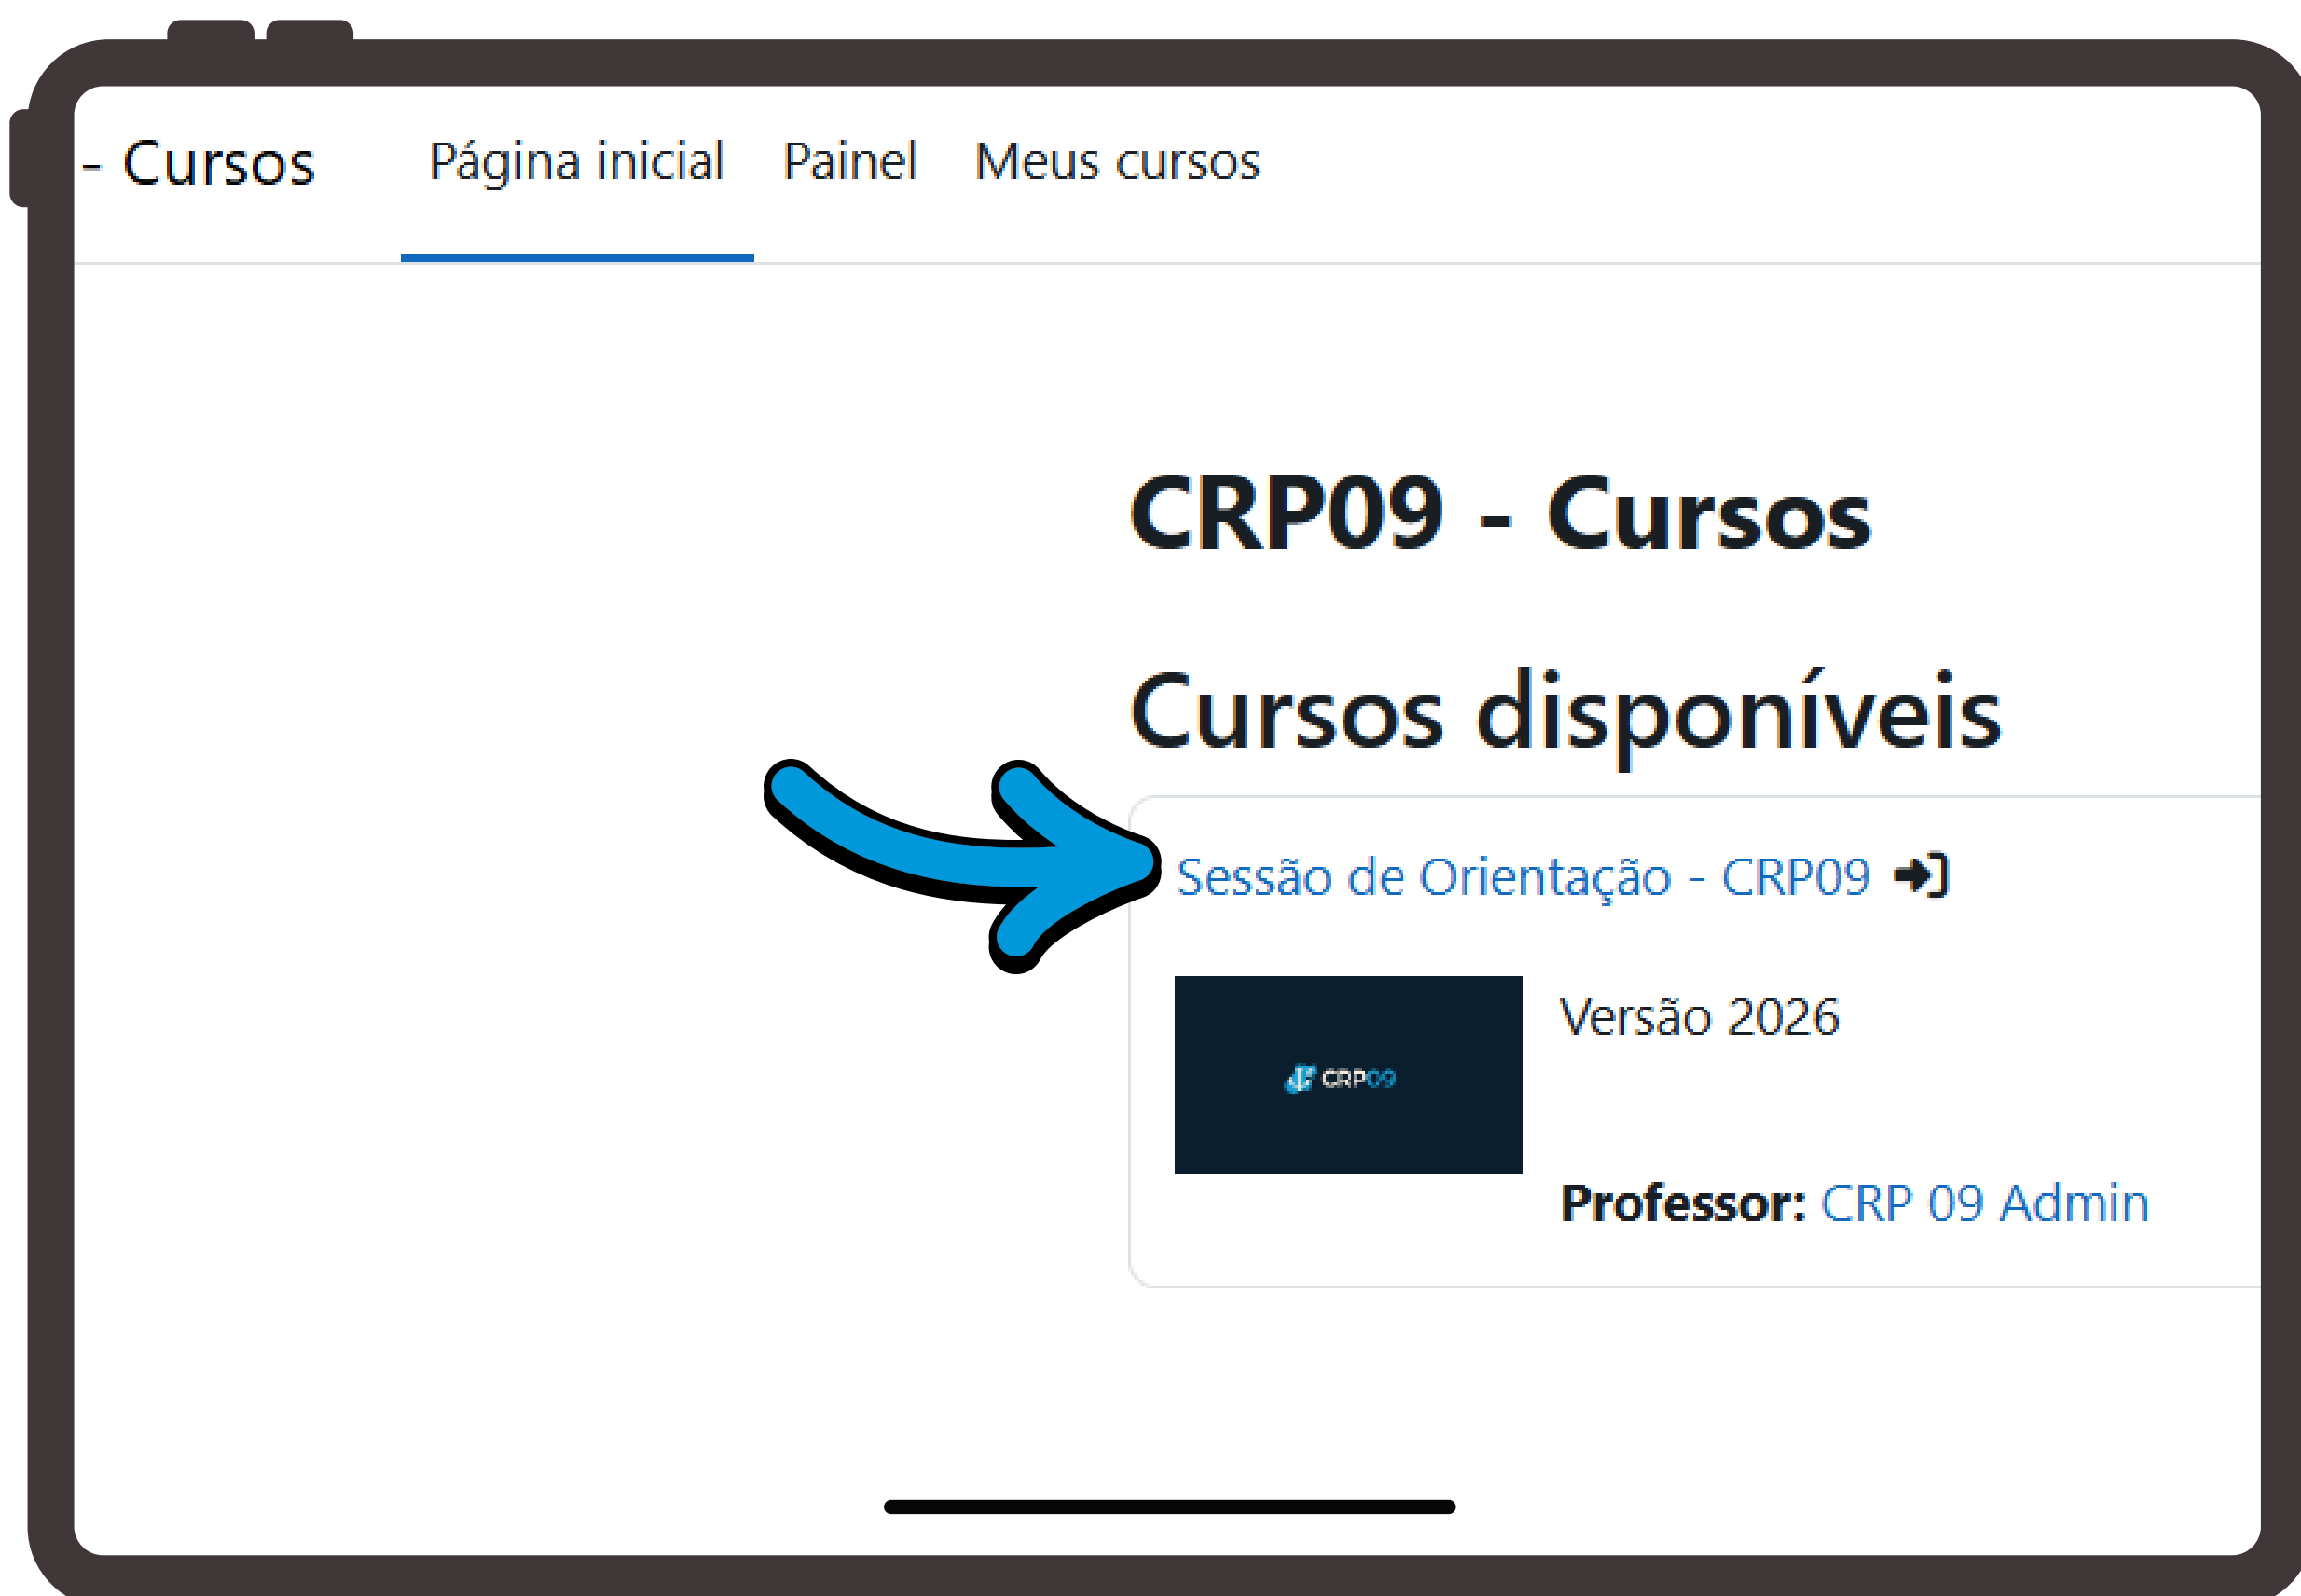 - Cursos Página inicial Painel Meus cursos
CRP09 - Cursos
Cursos disponíveis
Sessão de Orientação - CRP09
CRP09
Versão 2026
Professor: CRP 09 Admin